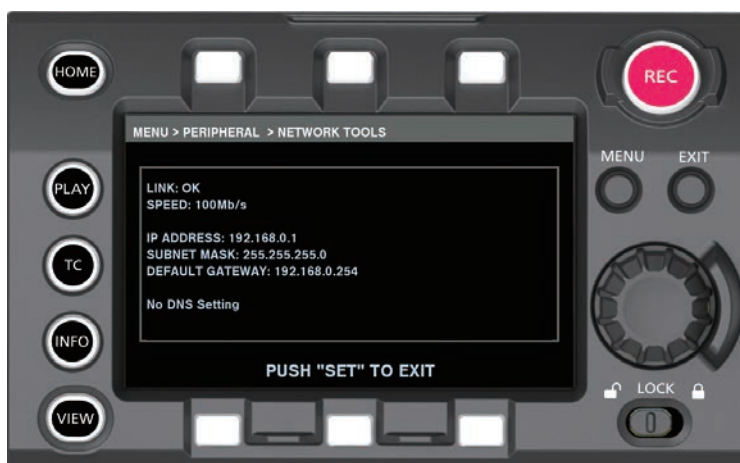 HOME
REC
MENU > PERIPHERAL > NETWORK TOOLS
MENU EXIT
PLAY
LINK: OK
SPEED: 100Mb/s
IP ADDRESS: 192.168.0.1
SUBNET MASK: 255.255.255.0
DEFAULT GATEWAY: 192.168.0.254
TC
No DNS Setting
INFO
PUSH "SET" TO EXIT
LOCK
VIEW